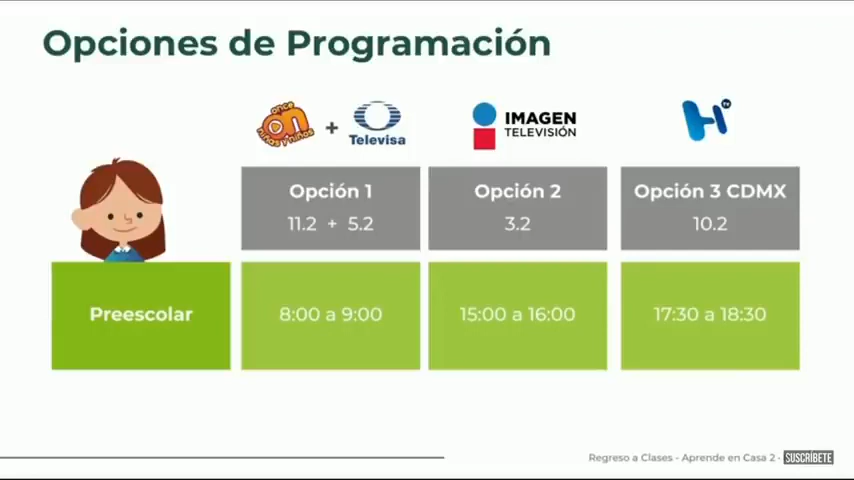 Opciones de Programación
once
on
niñas y niños
+
Televisa
IMAGEN
TELEVISIÓN
H TV
Opción 1
11.2 + 5.2
Opción 2
3.2
Opción 3 CDMX
10.2
Preescolar
8:00 a 9:00
15:00 a 16:00
17:30 a 18:30
Regreso a Clases - Aprende en Casa 2 -
SUSCRÍBETE